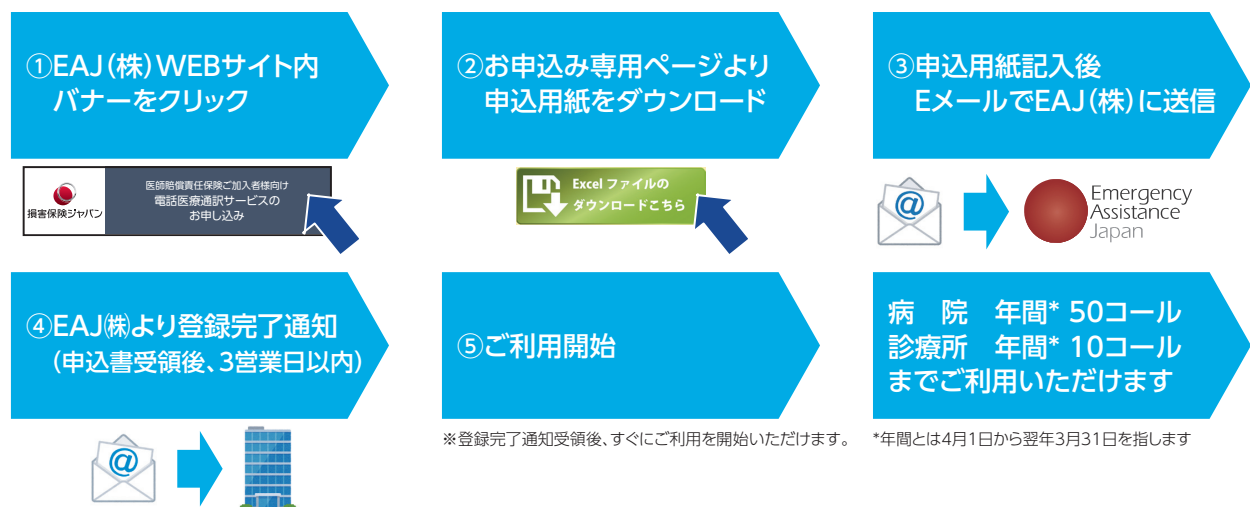 ①EAJ(株)WEBサイト内
バナーをクリック
損害保険ジャパン
医師賠償責任保険ご加入者様向け
電話医療通訳サービスの
お申し込み
②お申込み専用ページより
申込用紙をダウンロード
Excel ファイルの
ダウンロードこちら
③申込用紙記入後
EメールでEAJ(株)に送信
@
Emergency
Assistance
Japan
④EAJ㈱より登録完了通知
(申込書受領後、3営業日以内)
@
⑤ご利用開始
※登録完了通知受領後、すぐにご利用を開始いただけます。
病 院 年間* 50コール
診療所 年間* 10コール
までご利用いただけます
*年間とは4月1日から翌年3月31日を指します